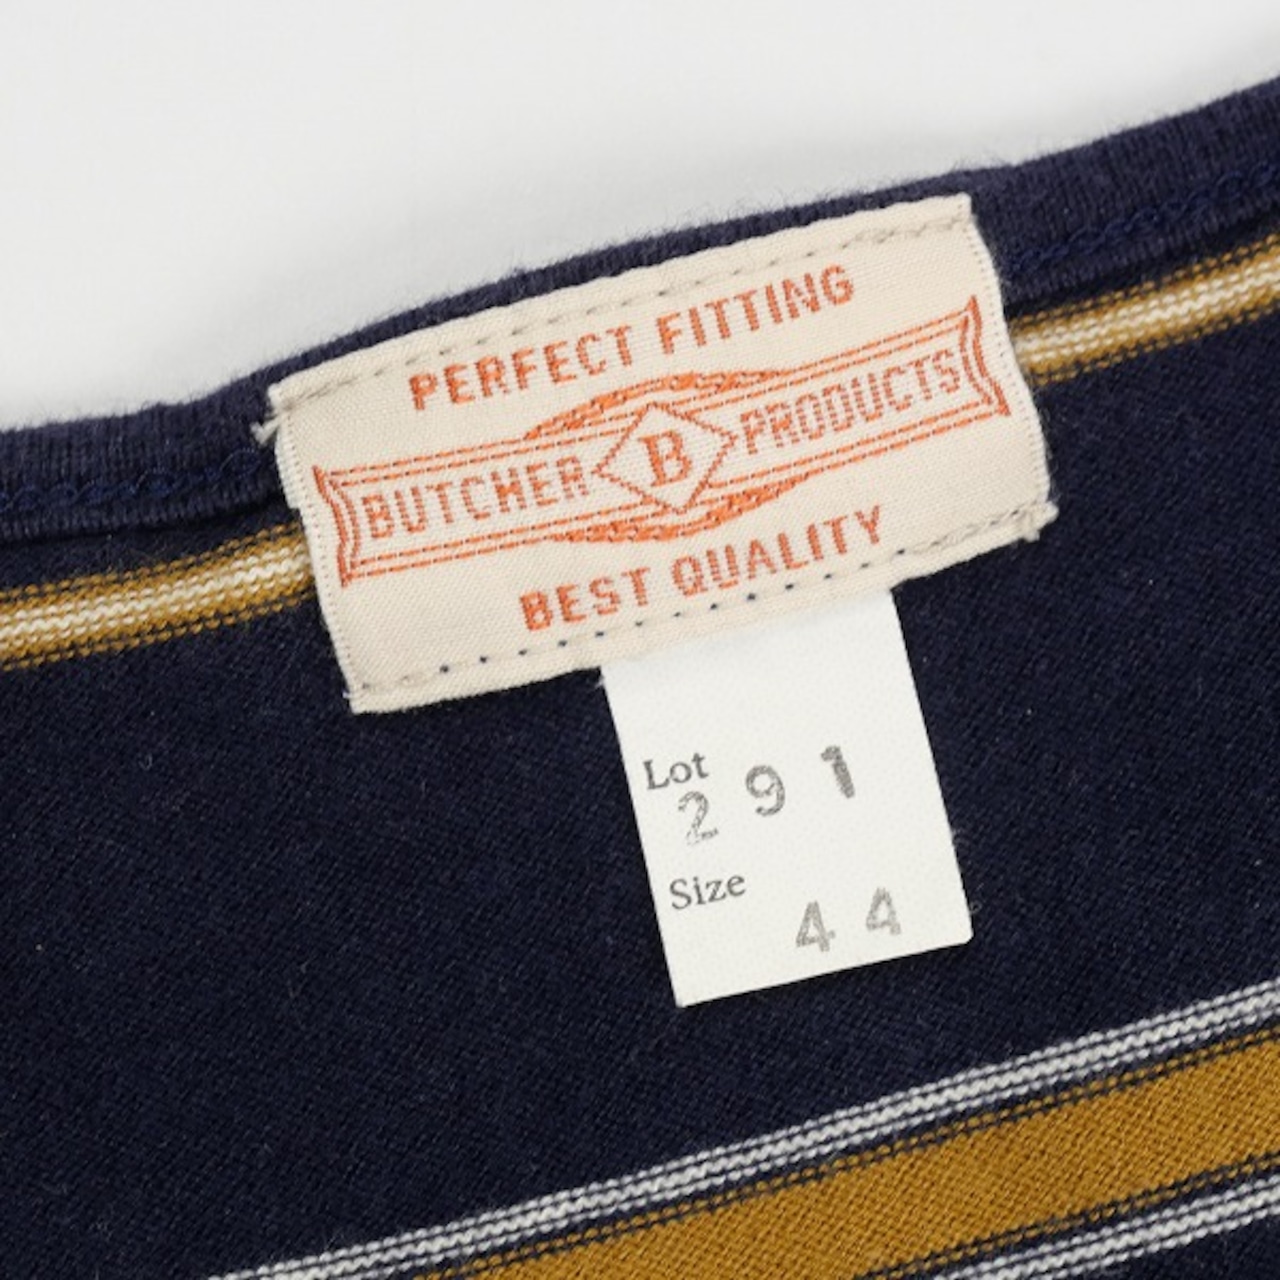 PERFECT FITTING
BUTCHER B PRODUCTS
BEST QUALITY
Lot
2 9 1
Size
4 4